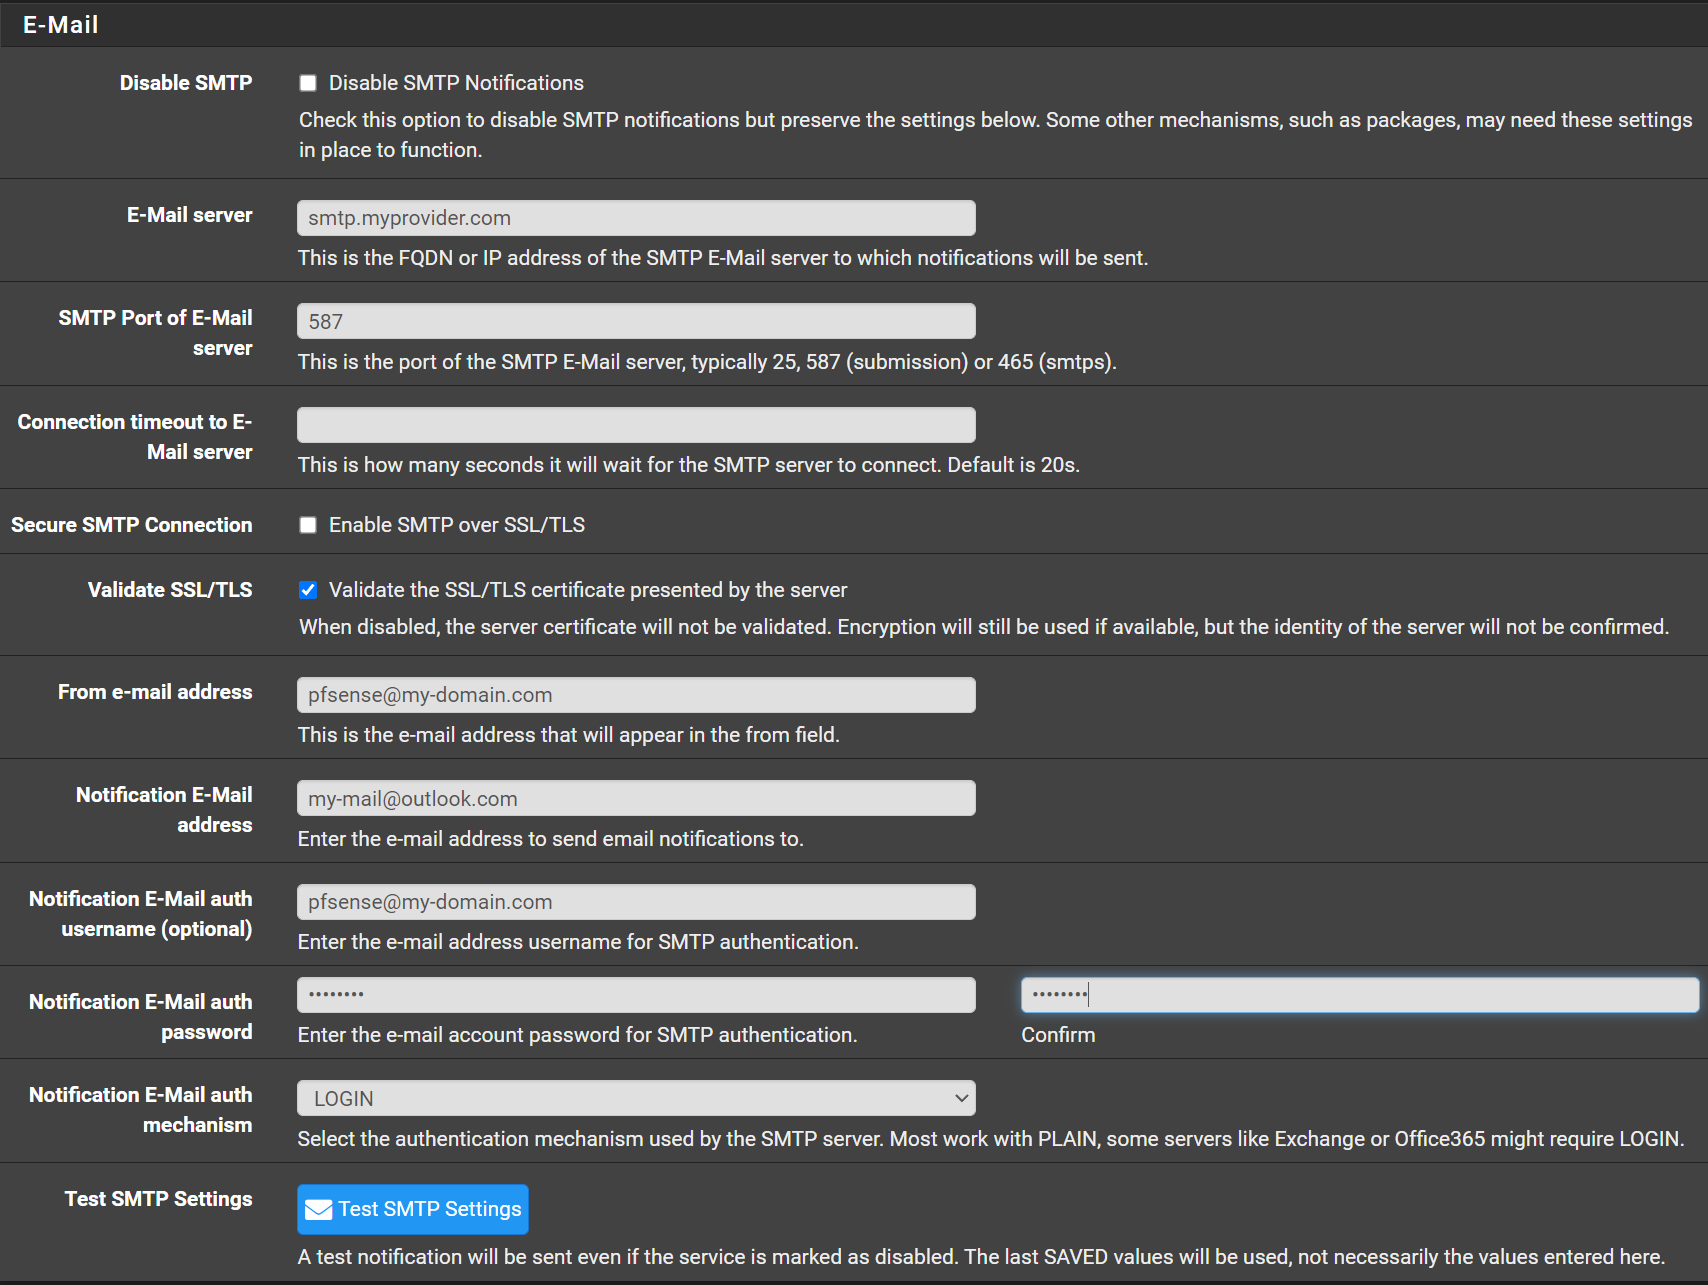 E-Mail
Disable SMTP
Disable SMTP Notifications
Check this option to disable SMTP notifications but preserve the settings below. Some other mechanisms, such as packages, may need these settings
in place to function.
E-Mail server
smtp.myprovider.com
This is the FQDN or IP address of the SMTP E-Mail server to which notifications will be sent.
SMTP Port of E-Mail
server
587
This is the port of the SMTP E-Mail server, typically 25, 587 (submission) or 465 (smtps).
Connection timeout to E-
Mail server
This is how many seconds it will wait for the SMTP server to connect. Default is 20s.
Secure SMTP Connection
Enable SMTP over SSL/TLS
Validate SSL/TLS
Validate the SSL/TLS certificate presented by the server
When disabled, the server certificate will not be validated. Encryption will still be used if available, but the identity of the server will not be confirmed.
From e-mail address
pfsense@my-domain.com
This is the e-mail address that will appear in the from field.
Notification E-Mail
address
my-mail@outlook.com
Enter the e-mail address to send email notifications to.
Notification E-Mail auth
username (optional)
pfsense@my-domain.com
Enter the e-mail address username for SMTP authentication.
Notification E-Mail auth
password
••••••••
••••••••
Enter the e-mail account password for SMTP authentication.
Confirm
Notification E-Mail auth
mechanism
LOGIN
Select the authentication mechanism used by the SMTP server. Most work with PLAIN, some servers like Exchange or Office365 might require LOGIN.
Test SMTP Settings
Test SMTP Settings
A test notification will be sent even if the service is marked as disabled. The last SAVED values will be used, not necessarily the values entered here.